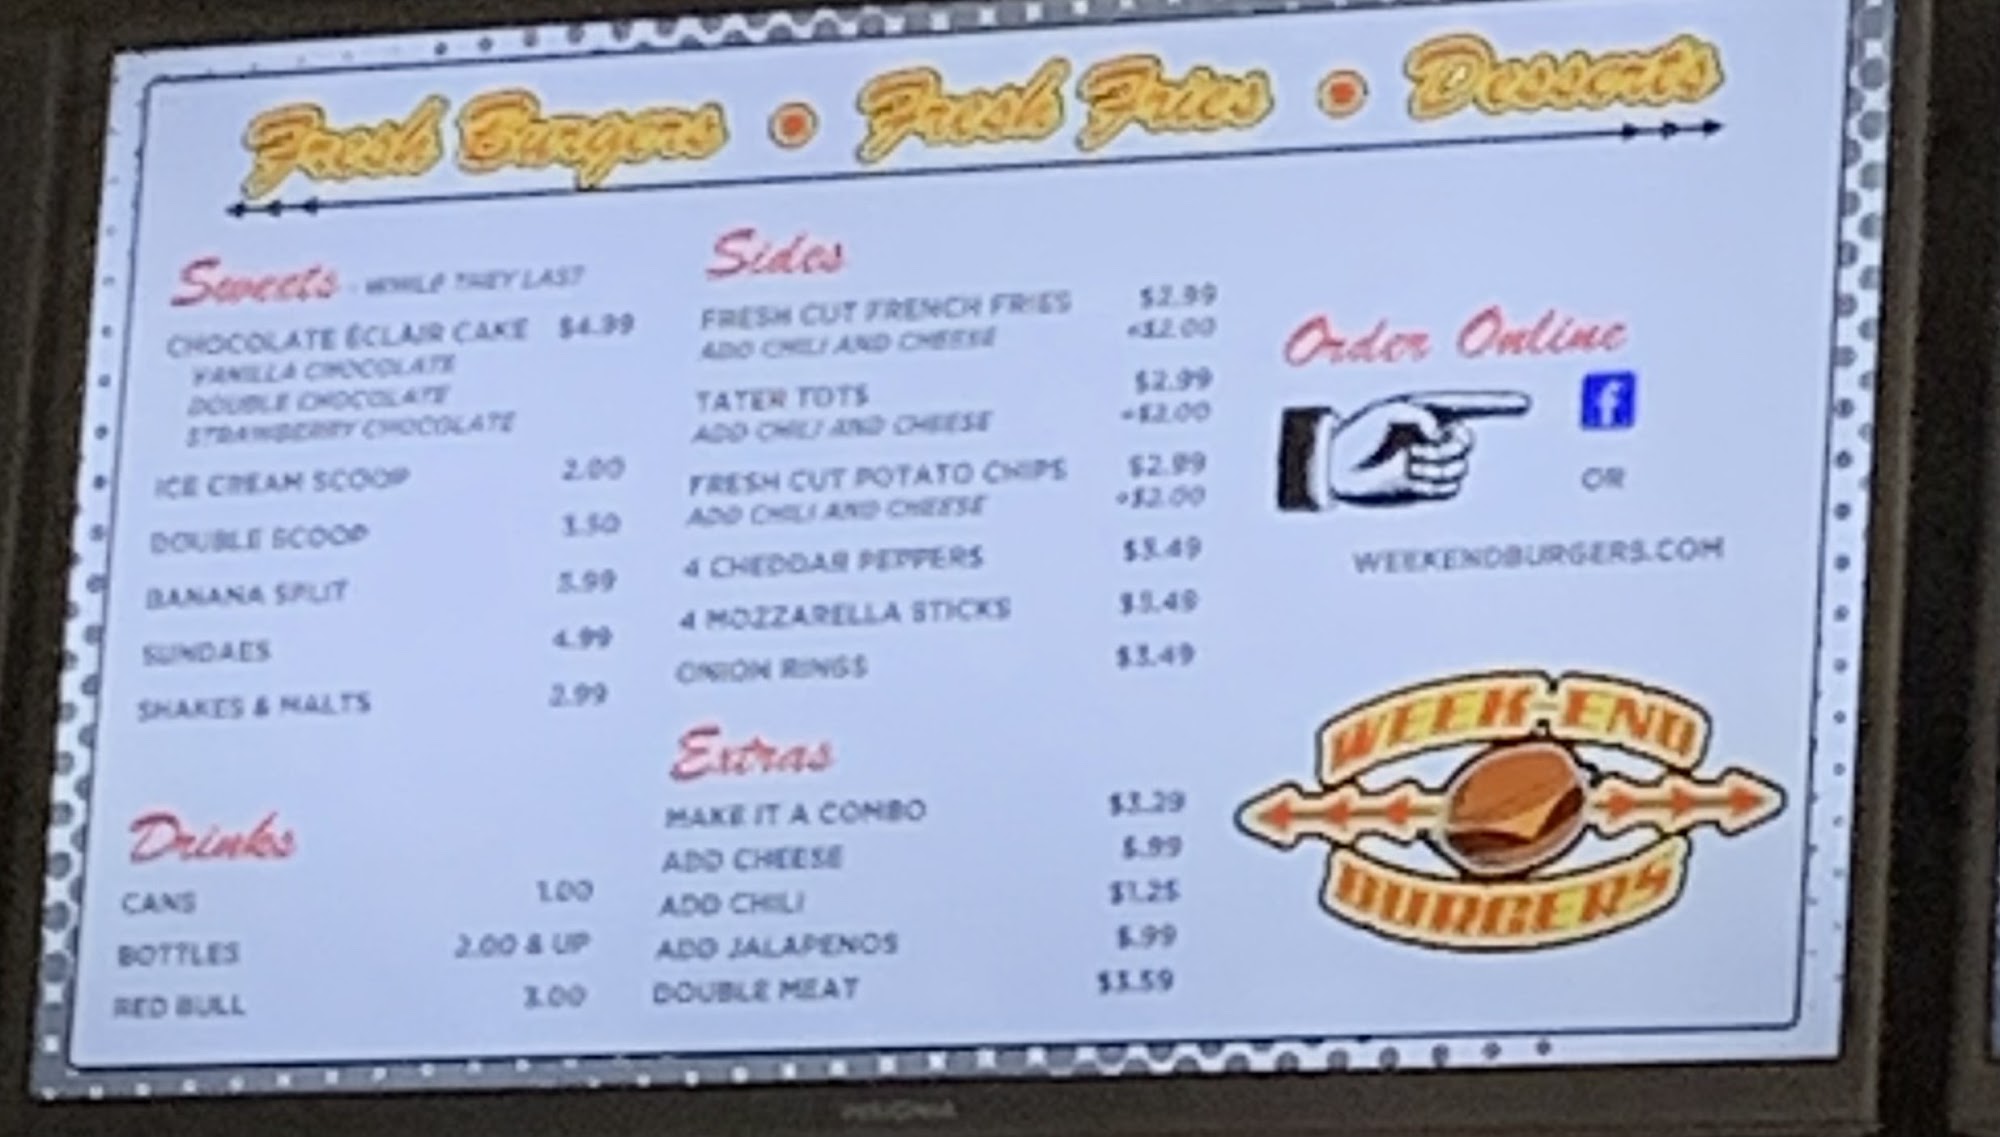 Fresh Burgers • Fresh Fries • Desserts
Sweets - WHILE THEY LAST
CHOCOLATE ÉCLAIR CAKE $4.99
VANILLA CHOCOLATE
DOUBLE CHOCOLATE
STRAWBERRY CHOCOLATE
ICE CREAM SCOOP 2.00
DOUBLE SCOOP 3.50
BANANA SPLIT 5.99
SUNDAES 4.99
SHAKES & MALTS 3.99
Drinks
CANS 1.00
BOTTLES 2.00 & UP
RED BULL 3.00
Sides
FRESH CUT FRENCH FRIES $2.99
ADD CHILI AND CHEESE +$2.00
TATER TOTS $2.99
ADD CHILI AND CHEESE +$2.00
FRESH CUT POTATO CHIPS $2.99
ADD CHILI AND CHEESE +$2.00
4 CHEDDAR PEPPERS $3.49
4 MOZZARELLA STICKS $3.49
ONION RINGS $3.49
Extras
MAKE IT A COMBO $3.29
ADD CHEESE $.99
ADD CHILI $1.25
ADD JALAPENOS $.99
DOUBLE MEAT $3.59
Order Online
f
OR
WEEKENDBURGERS.COM
WEEK-END
BURGERS
INSIGNIA